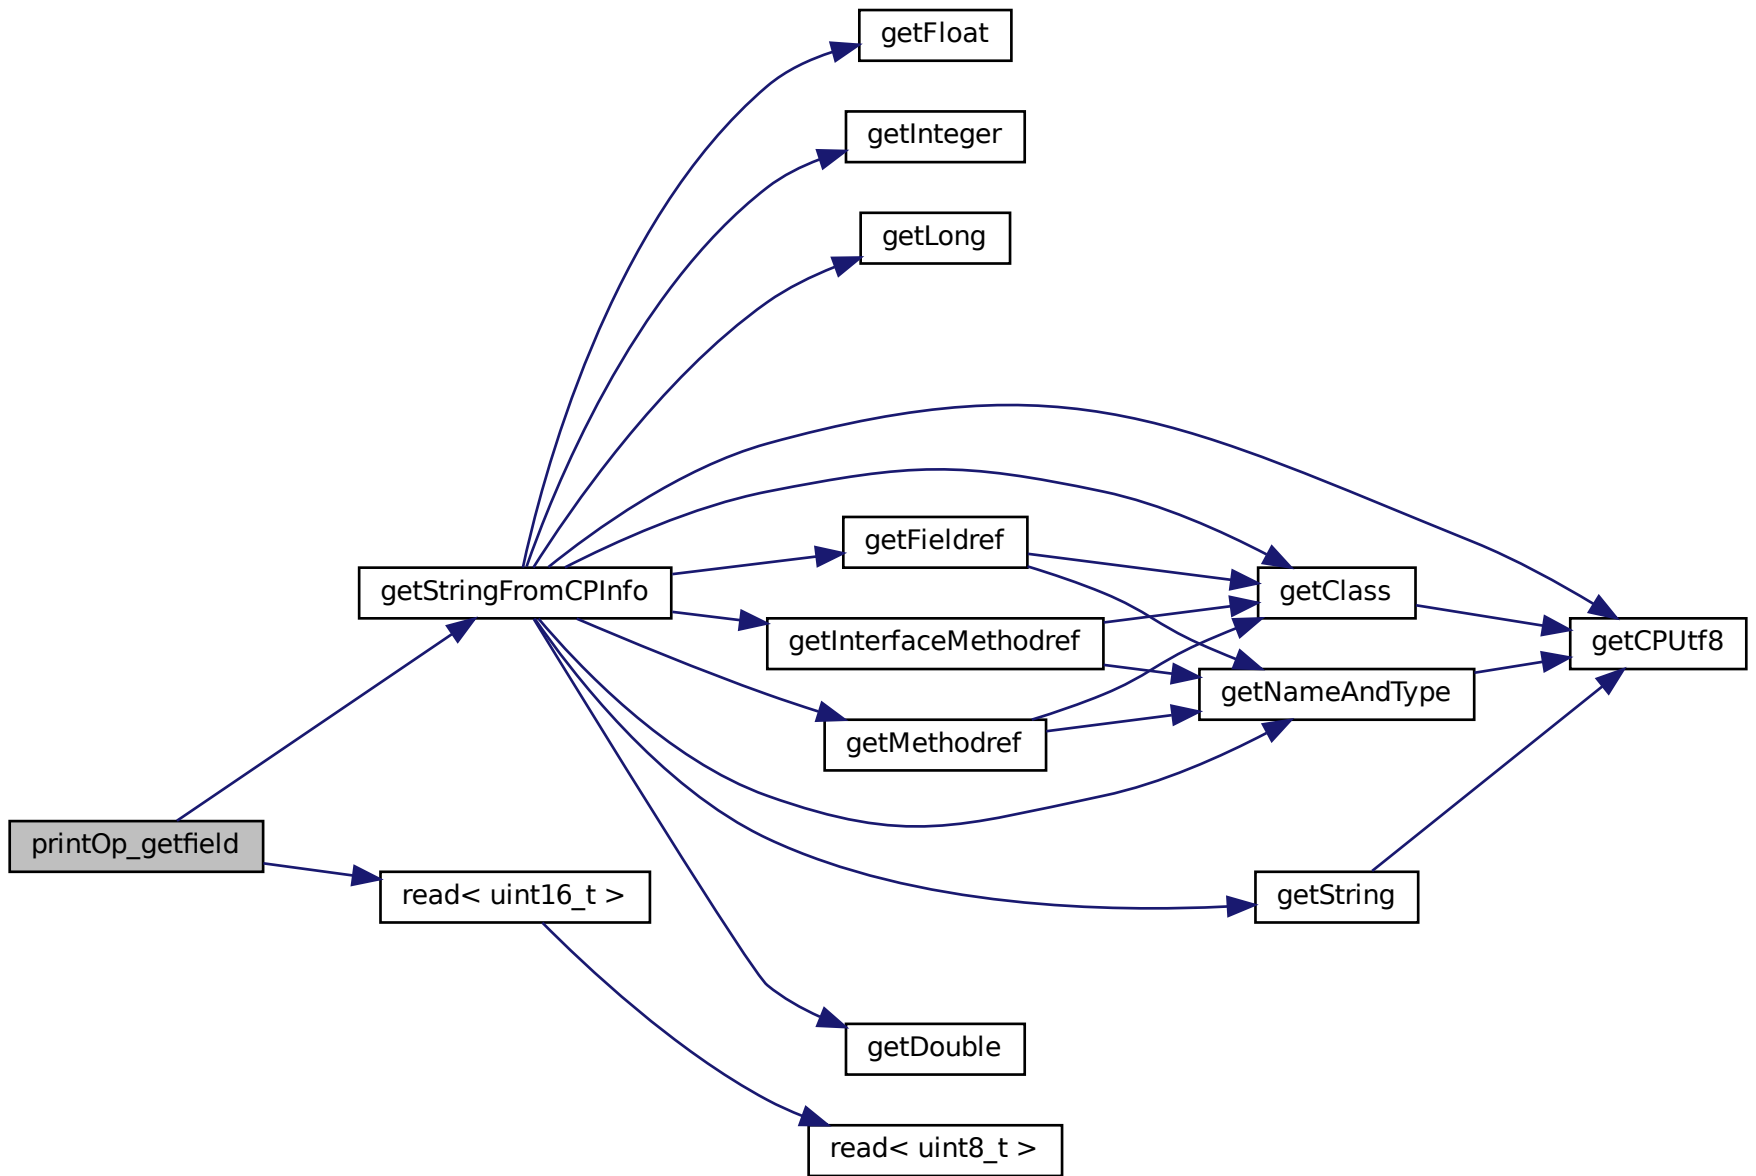 getFloat
getInteger
getLong
getFieldref
getStringFromCPInfo
getClass
getInterfaceMethodref
getCPUtf8
getNameAndType
getMethodref
printOp_getfield
read< uint16_t >
getString
getDouble
read< uint8_t >